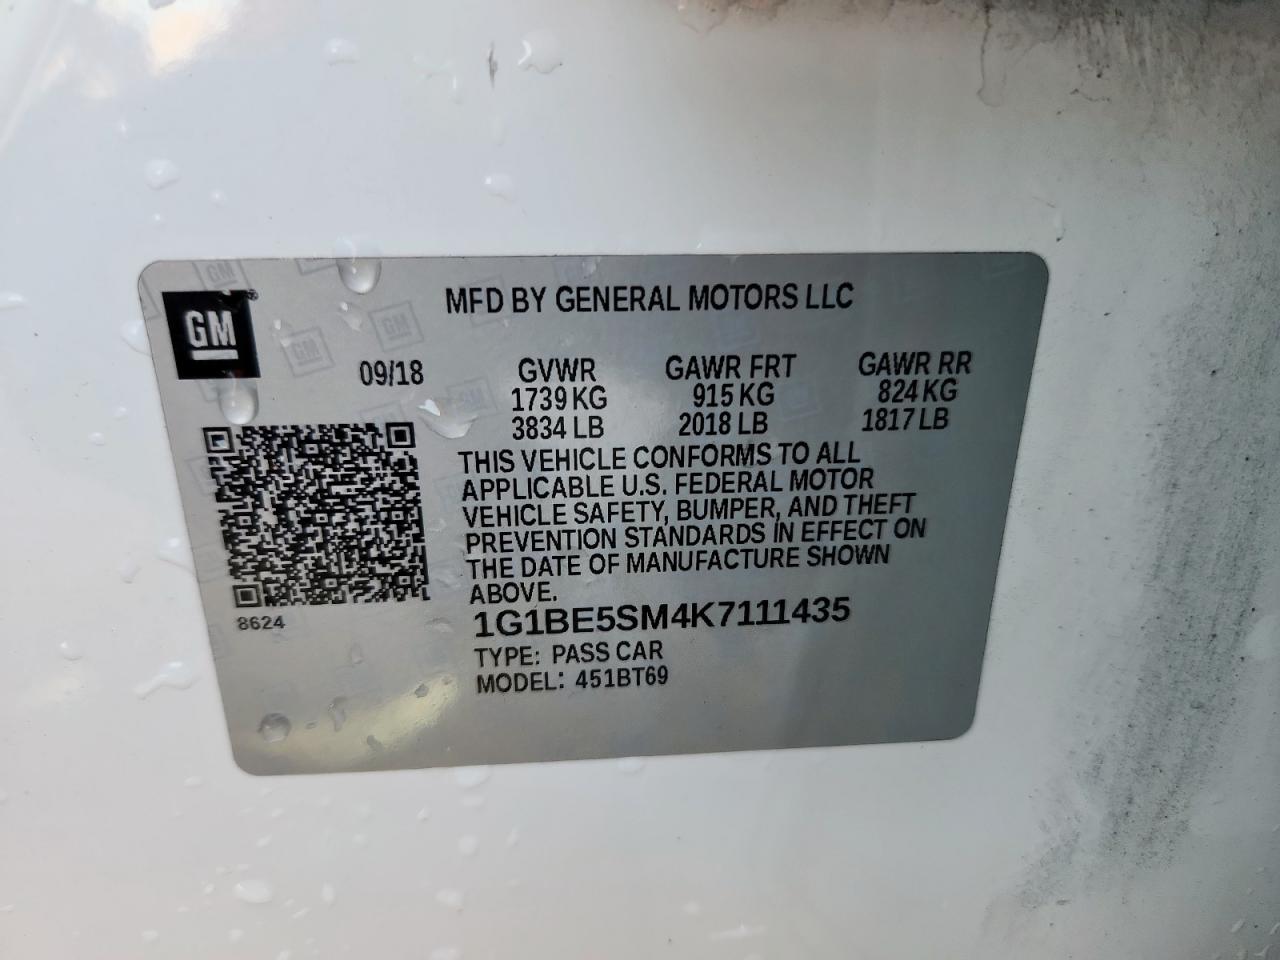 GM
MFD BY GENERAL MOTORS LLC
09/18
GVWR GAWR FRT GAWR RR
1739 KG 915 KG 824 KG
3834 LB 2018 LB 1817 LB
THIS VEHICLE CONFORMS TO ALL
APPLICABLE U.S. FEDERAL MOTOR
VEHICLE SAFETY, BUMPER, AND THEFT
PREVENTION STANDARDS IN EFFECT ON
THE DATE OF MANUFACTURE SHOWN
ABOVE.
8624
1G1BE5SM4K7111435
TYPE: PASS CAR
MODEL: 451BT69